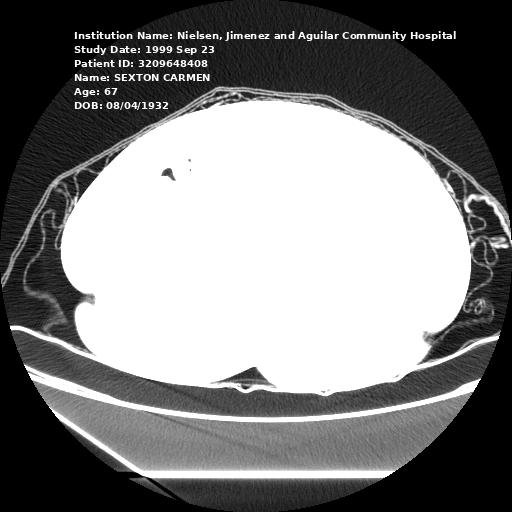 Institution Name: Nielsen, Jimenez and Aguilar Community Hospital
Study Date: 1999 Sep 23
Patient ID: 3209648408
Name: SEXTON CARMEN
Age: 67
DOB: 08/04/1932